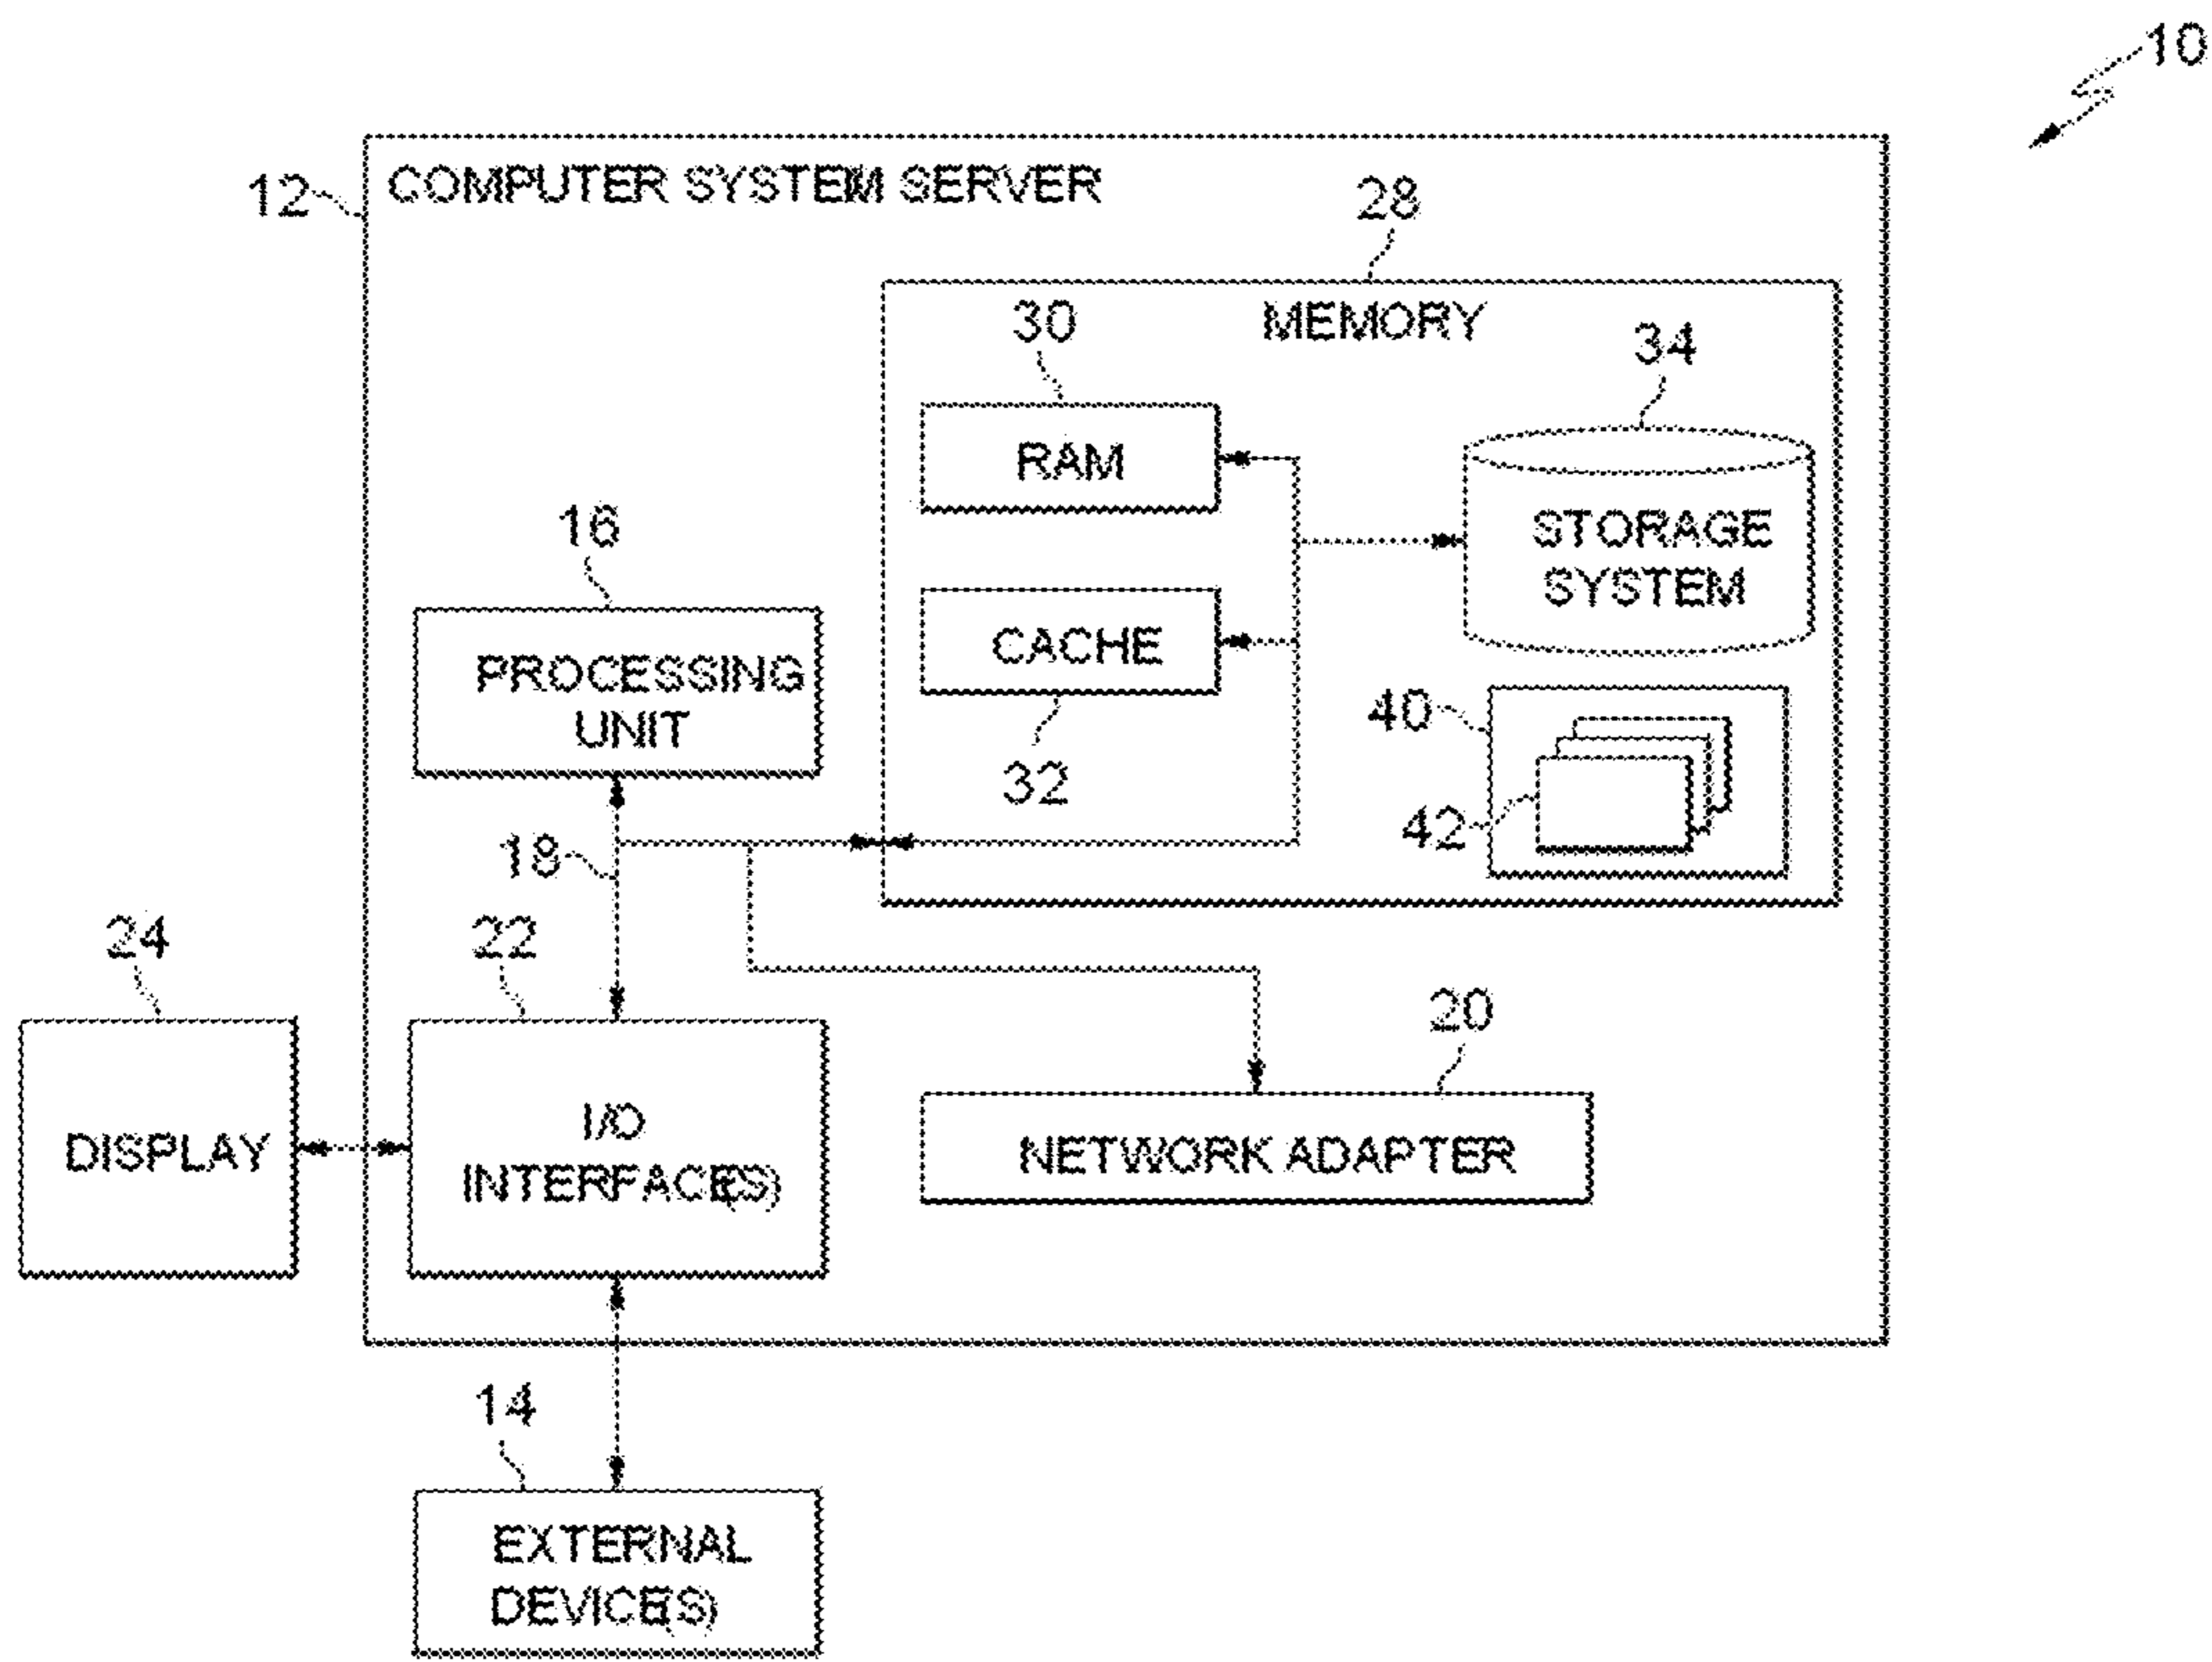 10
12
COMPUTER SYSTEM SERVER
28
MEMORY
30
34
RAM
STORAGE
SYSTEM
16
PROCESSING
UNIT
CACHE
32
40
42
18
24
22
20
DISPLAY
I/O
INTERFACE(S)
NETWORK ADAPTER
14
EXTERNAL
DEVICE(S)